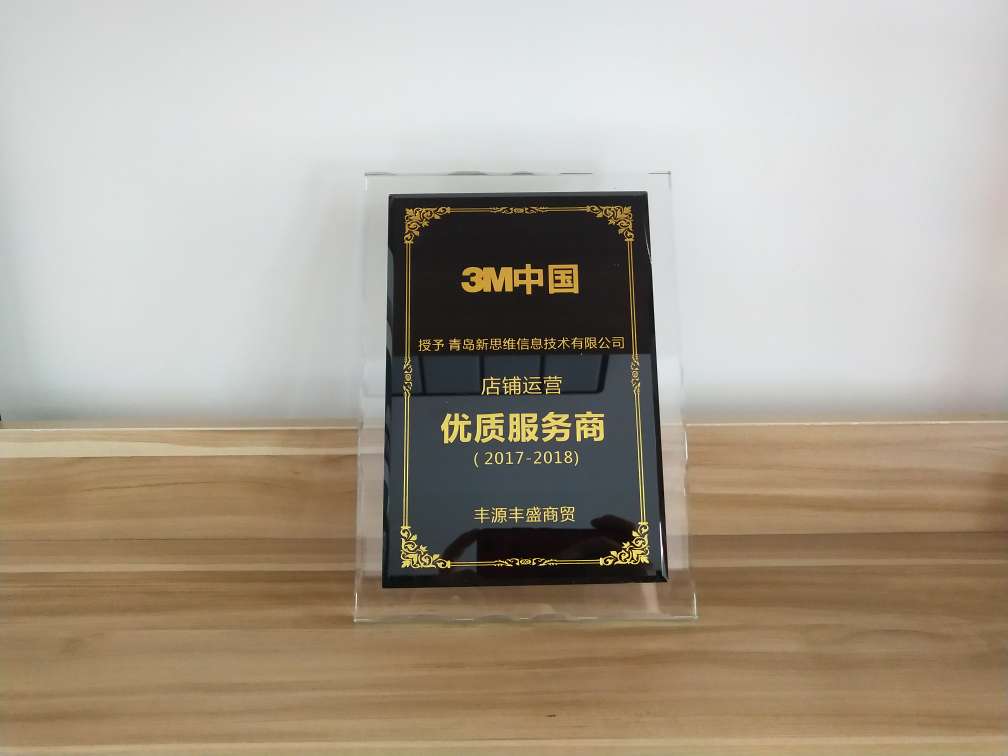 3M中国
授予 青岛新思维信息技术有限公司
店铺运营
优质服务商
(2017-2018)
丰源丰盛商贸